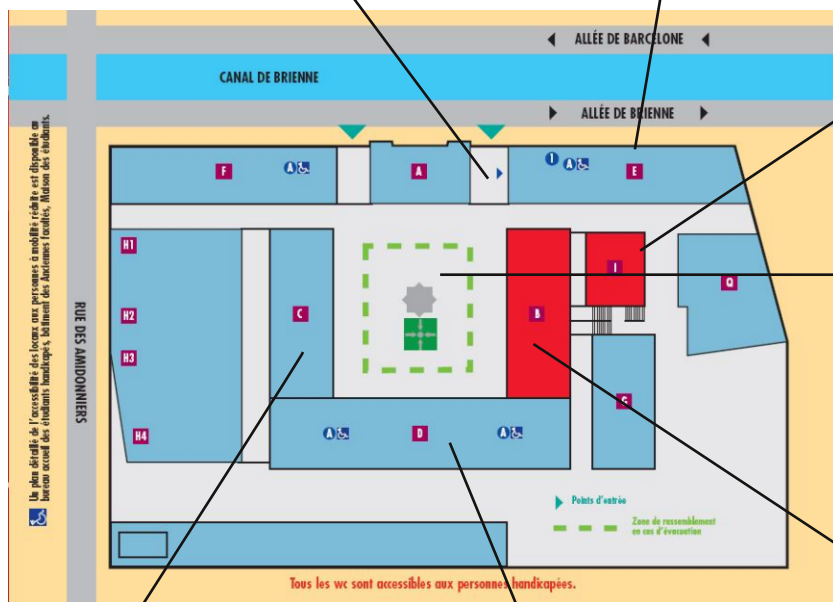 ALLÉE DE BARCELONE
CANAL DE BRIENNE
ALLÉE DE BRIENNE
F
A
A
1
A
E
H1
H2
H3
H4
C
B
I
Q
G
A
D
A
RUE DES AMIDONNIERS
Un plan détaillé de l'accessibilité des locaux aux personnes à mobilité réduite est disponible au
bureau accueil des étudiants handicapés, bâtiment des Anciennes facultés, Maison des étudiants.
Points d'entrée
Zone de rassemblement
en cas d'évacuation
Tous les wc sont accessibles aux personnes handicapées.